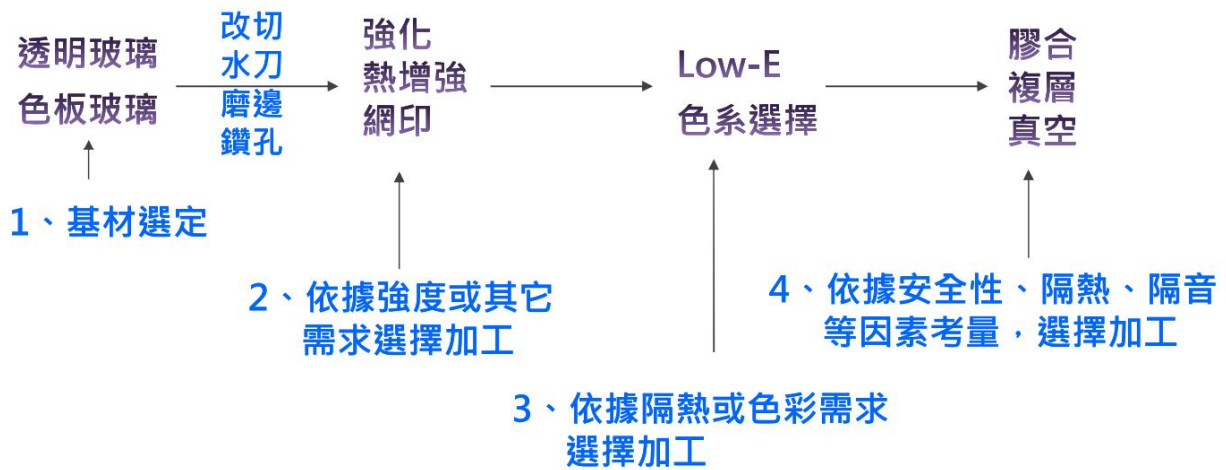 透明玻璃
色板玻璃
改切
水刀
磨邊
鑽孔
強化
熱增強
網印
Low-E
色系選擇
膠合
複層
真空
1、基材選定
2、依據強度或其它
需求選擇加工
3、依據隔熱或色彩需求
選擇加工
4、依據安全性、隔熱、隔音
等因素考量，選擇加工